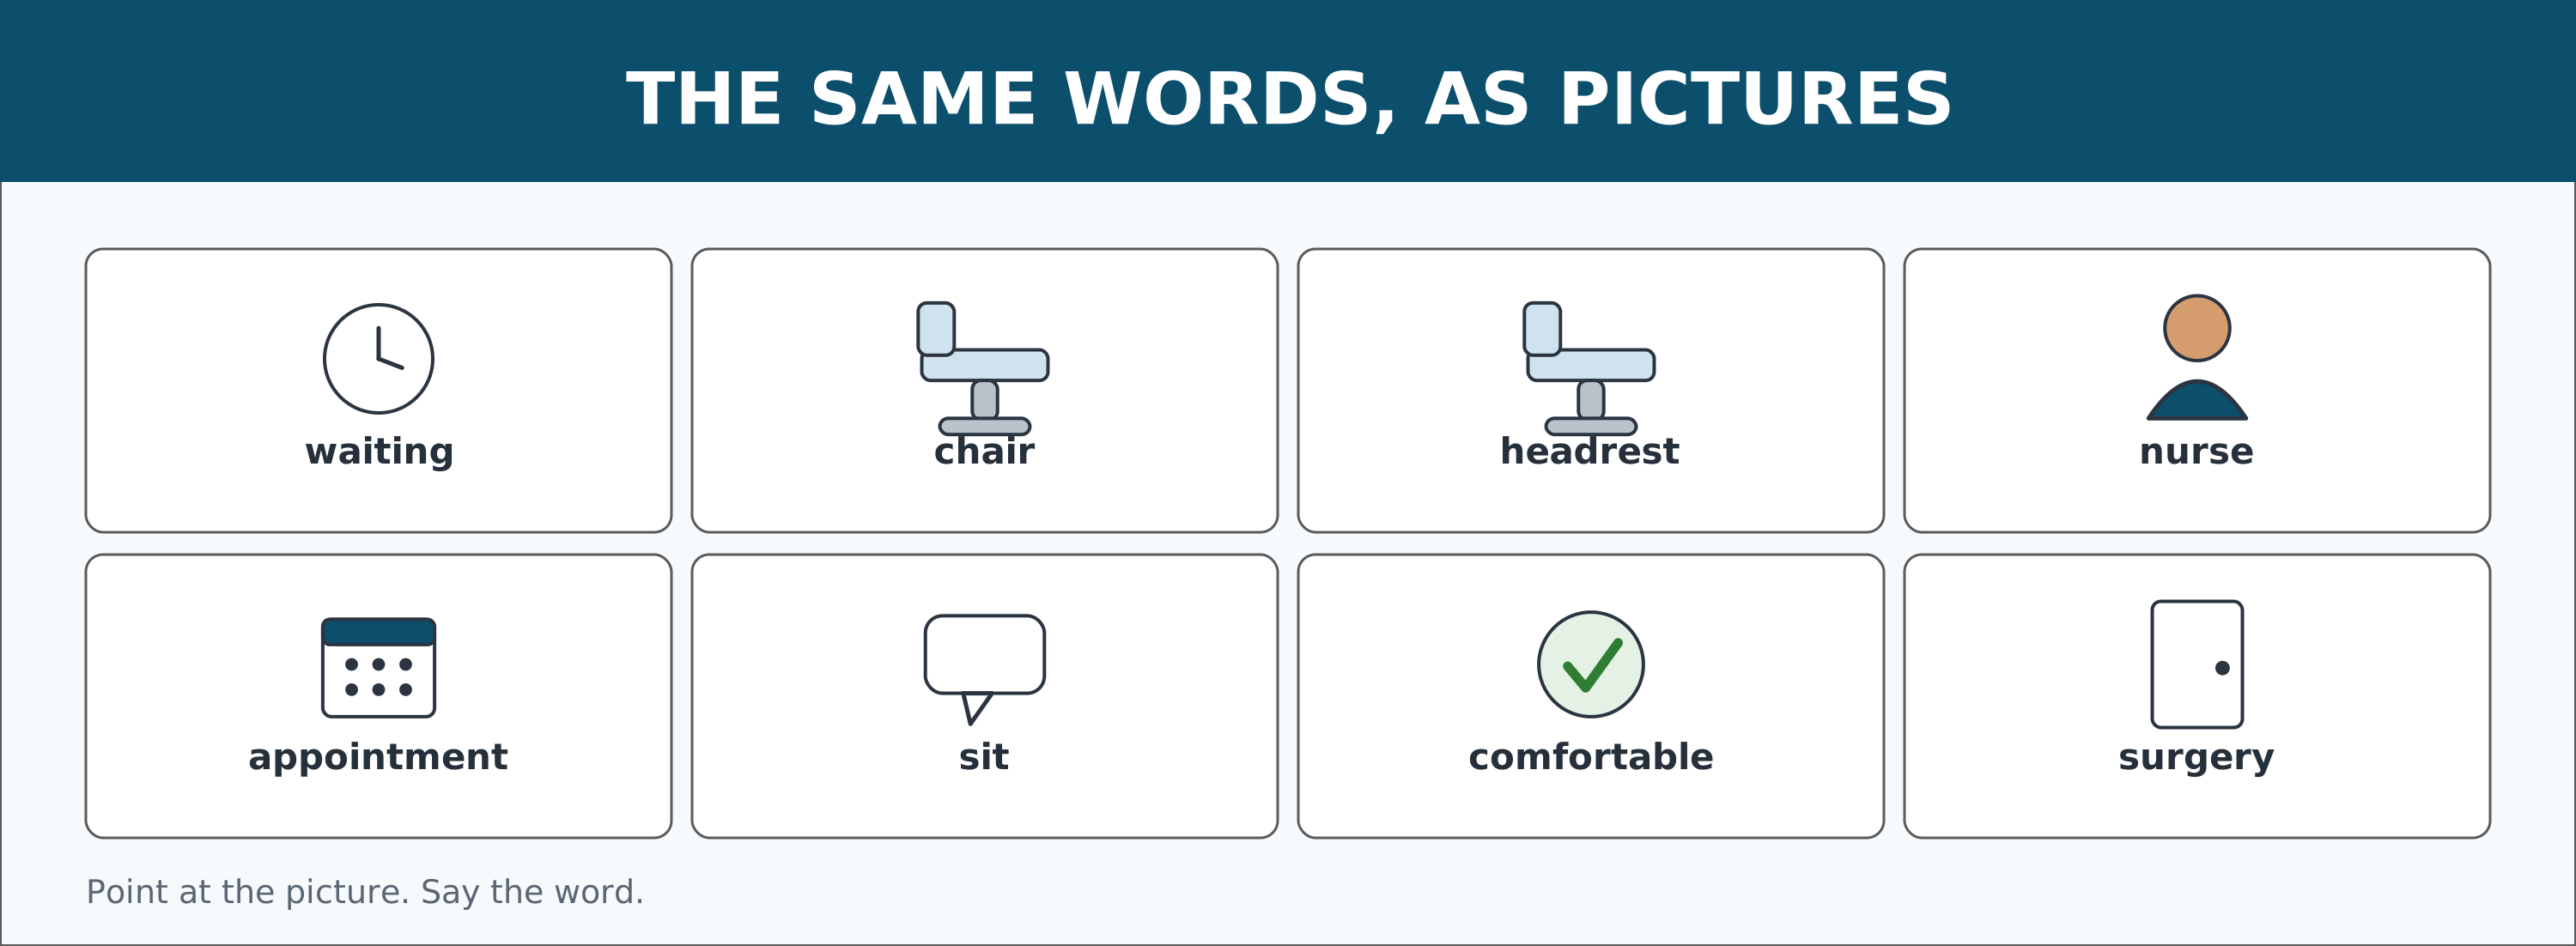 THE SAME WORDS, AS PICTURES
waiting
chair
headrest
nurse
appointment
sit
comfortable
surgery
Point at the picture. Say the word.